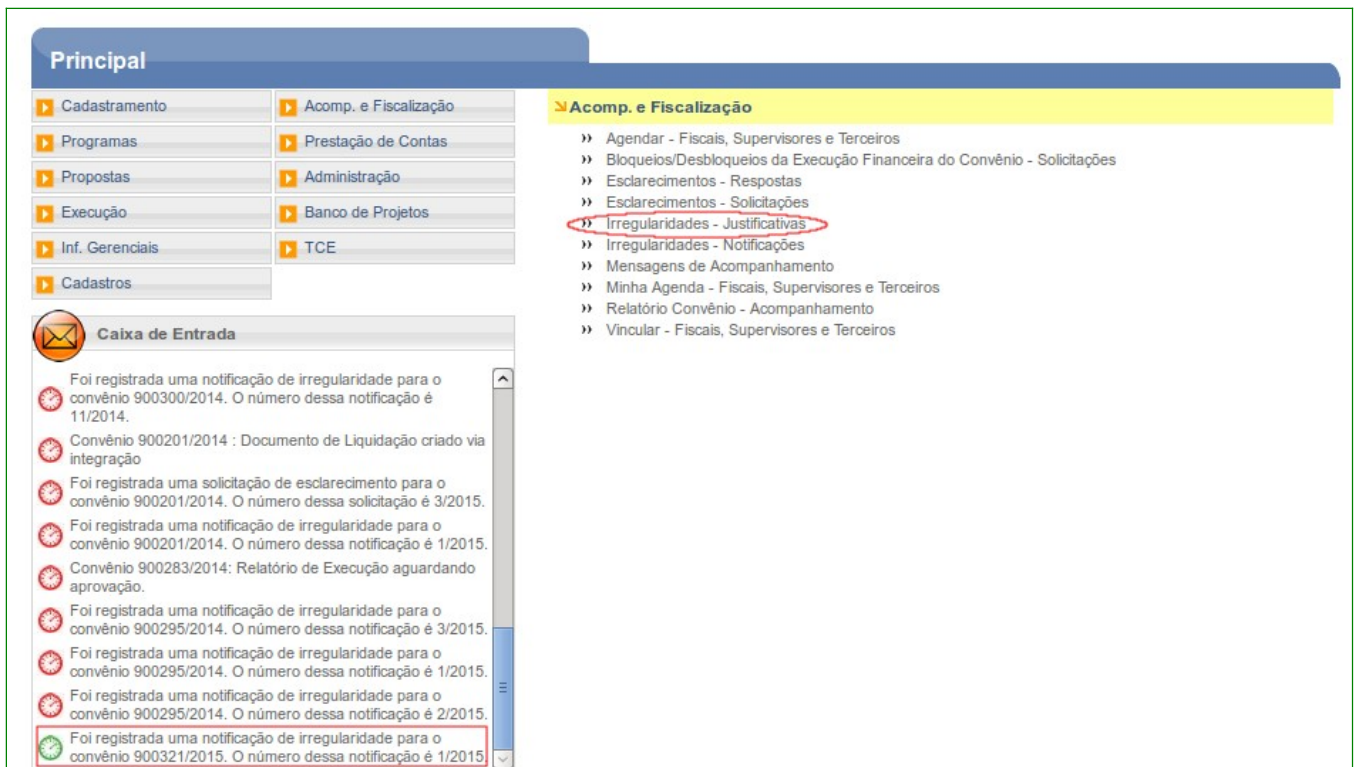 Principal
Cadastramento
Acomp. e Fiscalização
Programas
Prestação de Contas
Propostas
Administração
Execução
Banco de Projetos
Inf. Gerenciais
TCE
Cadastros
Caixa de Entrada
Foi registrada uma notificação de irregularidade para o
convênio 900300/2014. O número dessa notificação é
11/2014.
Convênio 900201/2014 : Documento de Liquidação criado via
integração
Foi registrada uma solicitação de esclarecimento para o
convênio 900201/2014. O número dessa solicitação é 3/2015.
Foi registrada uma notificação de irregularidade para o
convênio 900201/2014. O número dessa notificação é 1/2015.
Convênio 900283/2014: Relatório de Execução aguardando
aprovação.
Foi registrada uma notificação de irregularidade para o
convênio 900295/2014. O número dessa notificação é 3/2015.
Foi registrada uma notificação de irregularidade para o
convênio 900295/2014. O número dessa notificação é 1/2015.
Foi registrada uma notificação de irregularidade para o
convênio 900295/2014. O número dessa notificação é 2/2015.
Foi registrada uma notificação de irregularidade para o
convênio 900321/2015. O número dessa notificação é 1/2015.
Acomp. e Fiscalização
Agendar - Fiscais, Supervisores e Terceiros
Bloqueios/Desbloqueios da Execução Financeira do Convênio - Solicitações
Esclarecimentos - Respostas
Esclarecimentos - Solicitações
Irregularidades - Justificativas
Irregularidades - Notificações
Mensagens de Acompanhamento
Minha Agenda - Fiscais, Supervisores e Terceiros
Relatório Convênio - Acompanhamento
Vincular - Fiscais, Supervisores e Terceiros